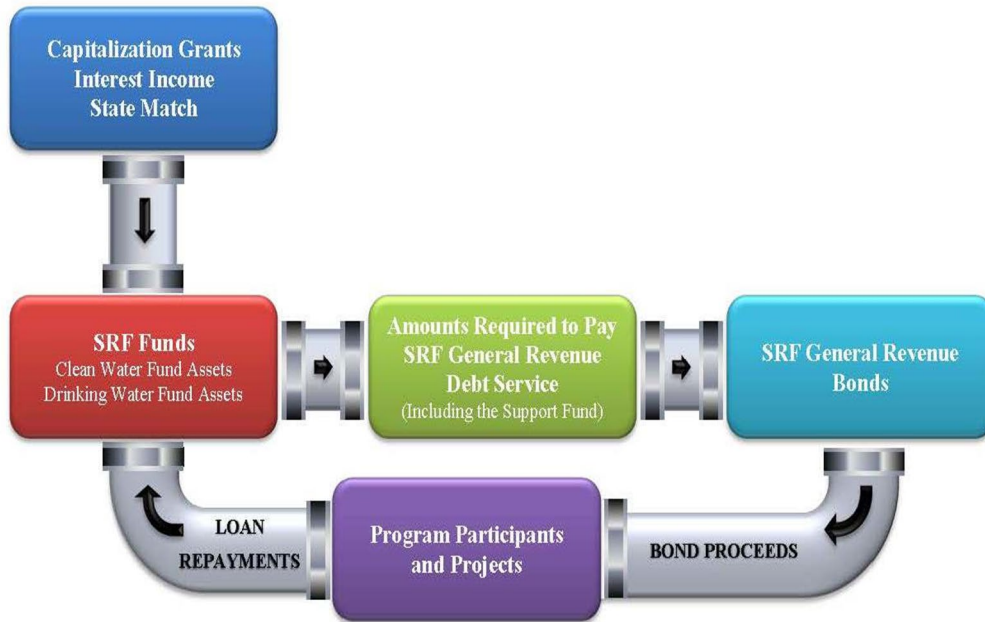 Capitalization Grants
Interest Income
State Match
SRF Funds
Clean Water Fund Assets
Drinking Water Fund Assets
Amounts Required to Pay
SRF General Revenue
Debt Service
(Including the Support Fund)
SRF General Revenue
Bonds
LOAN
REPAYMENTS
Program Participants
and Projects
BOND PROCEEDS